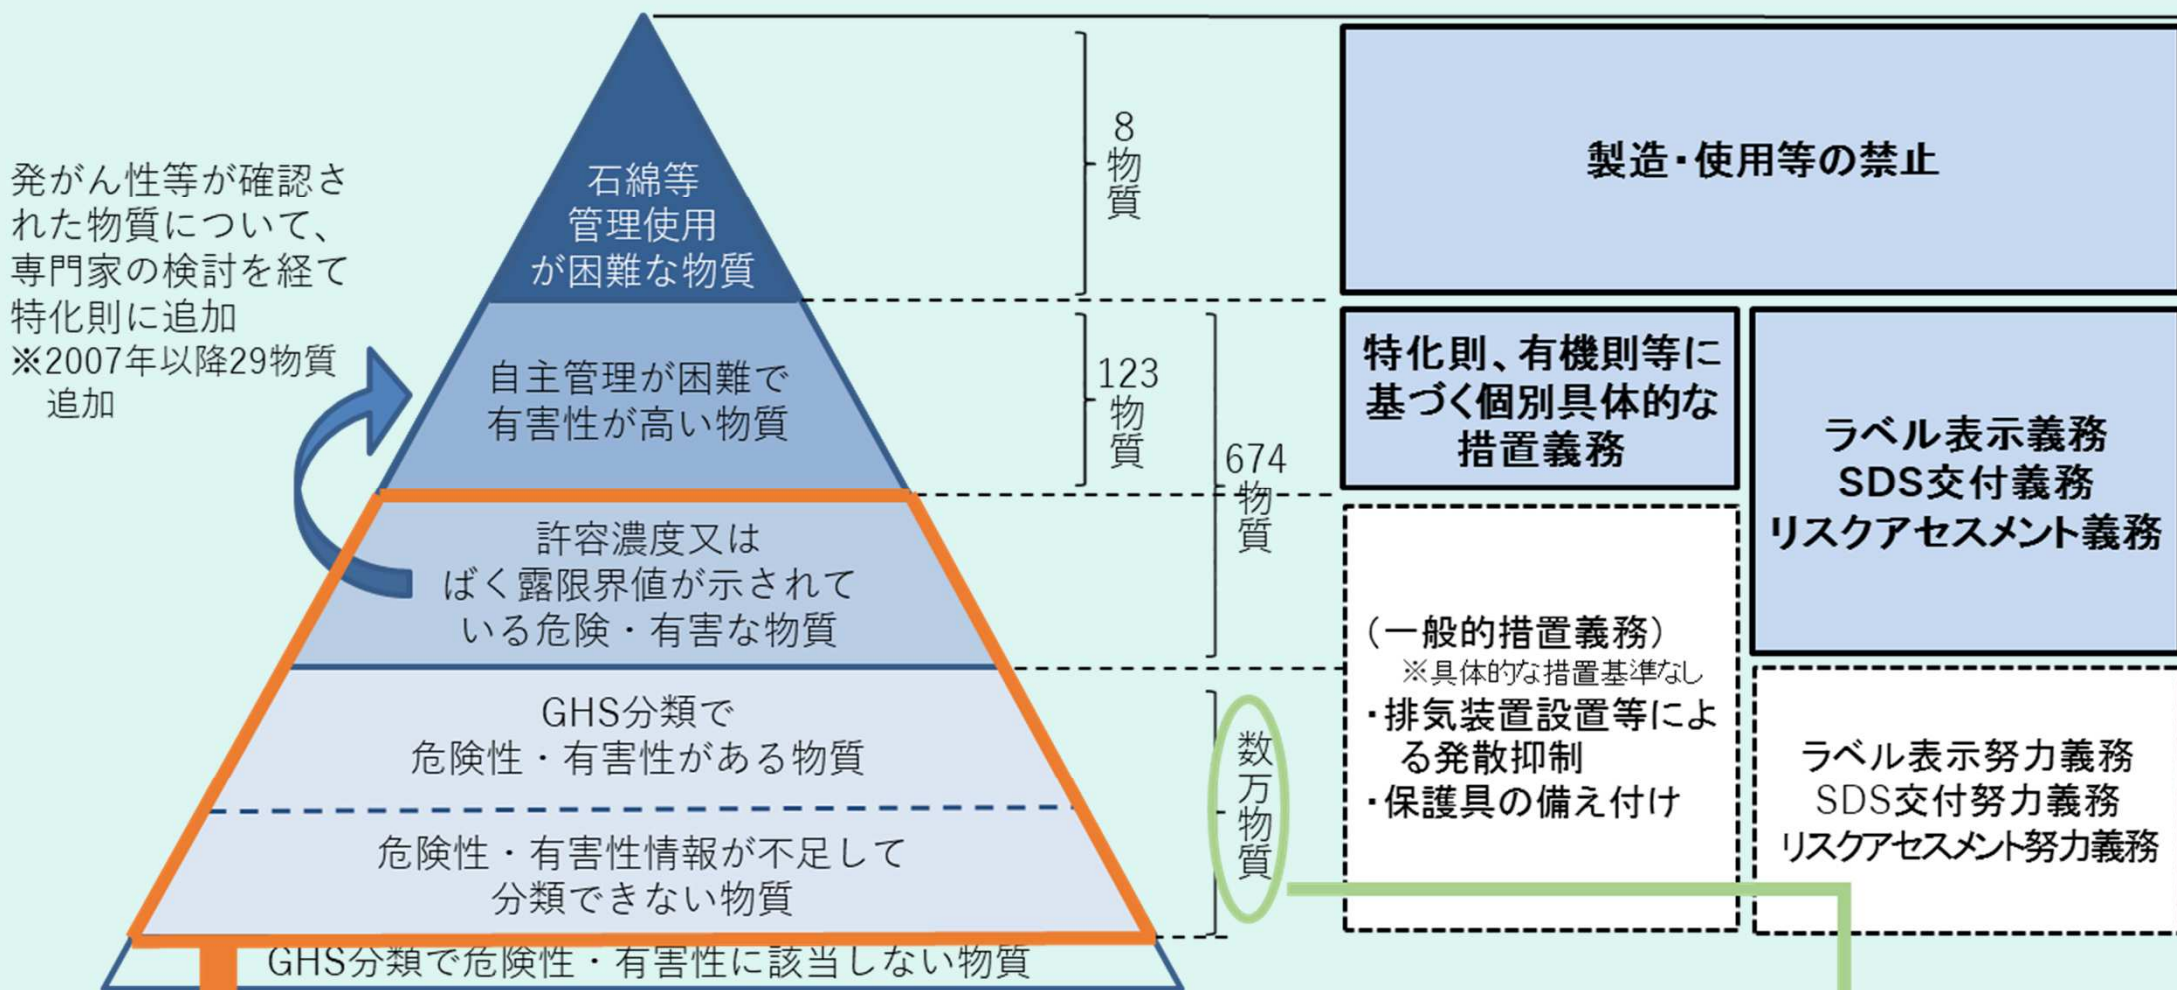 発がん性等が確認さ
れた物質について、
専門家の検討を経て
特化則に追加
※2007年以降29物質
追加
石綿等
管理使用
が困難な物質
自主管理が困難で
有害性が高い物質
許容濃度又は
ばく露限界値が示されて
いる危険・有害な物質
GHS分類で
危険性・有害性がある物質
危険性・有害性情報が不足して
分類できない物質
GHS分類で危険性・有害性に該当しない物質
8物質
123物質
674物質
数万物質
製造・使用等の禁止
特化則、有機則等に
基づく個別具体的な
措置義務
ラベル表示義務
SDS交付義務
リスクアセスメント義務
(一般的措置義務)
※具体的な措置基準なし
・排気装置設置等によ
る発散抑制
・保護具の備え付け
ラベル表示努力義務
SDS交付努力義務
リスクアセスメント努力義務